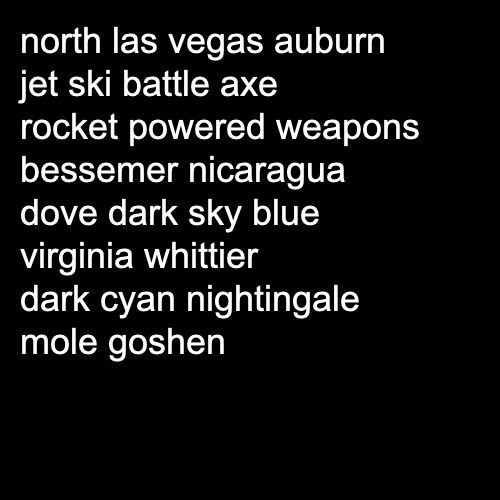 north las vegas auburn
jet ski battle axe
rocket powered weapons
bessemer nicaragua
dove dark sky blue
virginia whittier
dark cyan nightingale
mole goshen